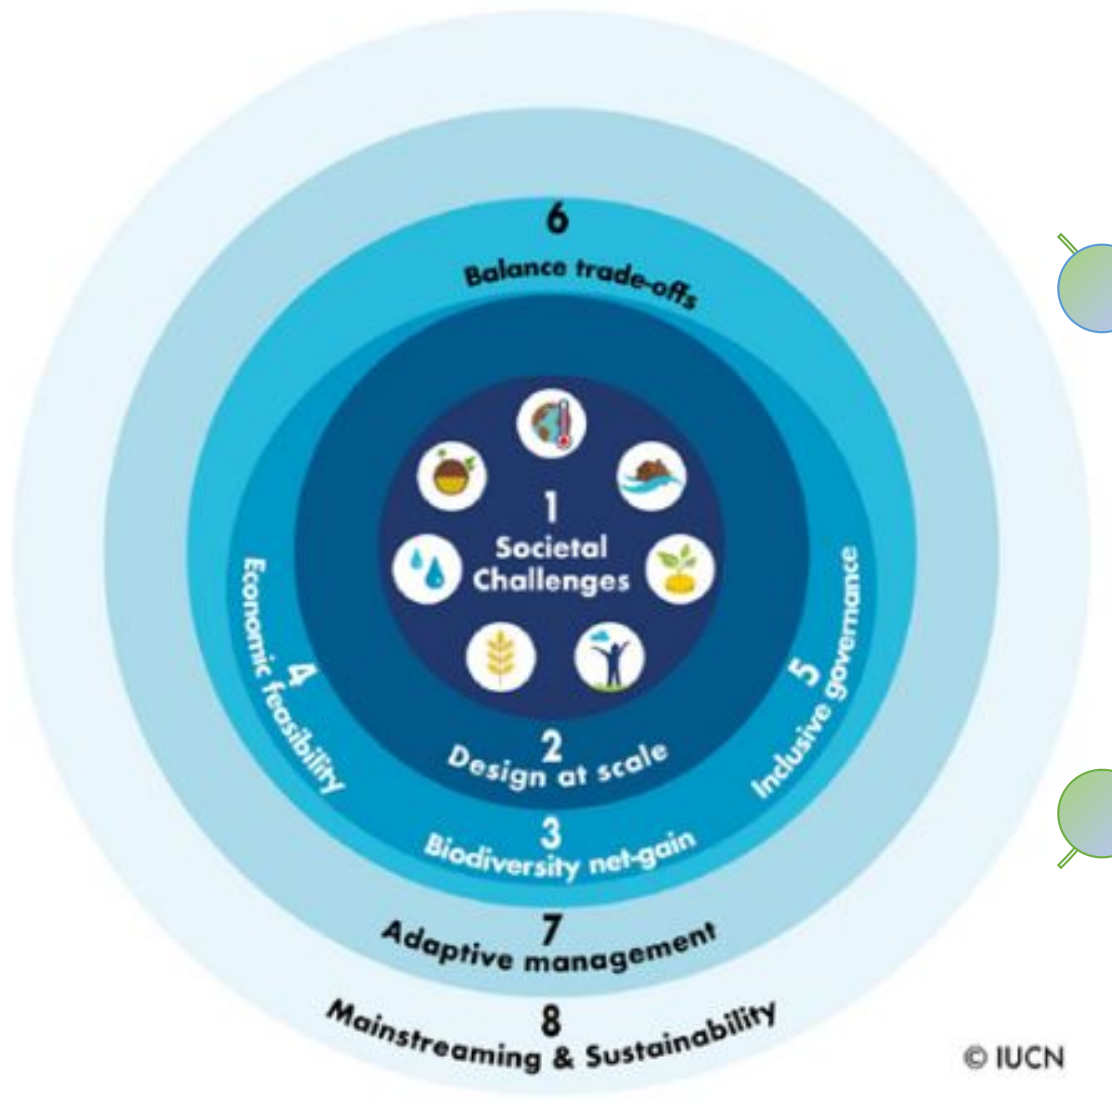 6
Balance trade-offs
1
Societal
Challenges
4
Economic feasibility
5
Inclusive governance
2
Design at scale
3
Biodiversity net-gain
7
Adaptive management
8
Mainstreaming & Sustainability
© IUCN